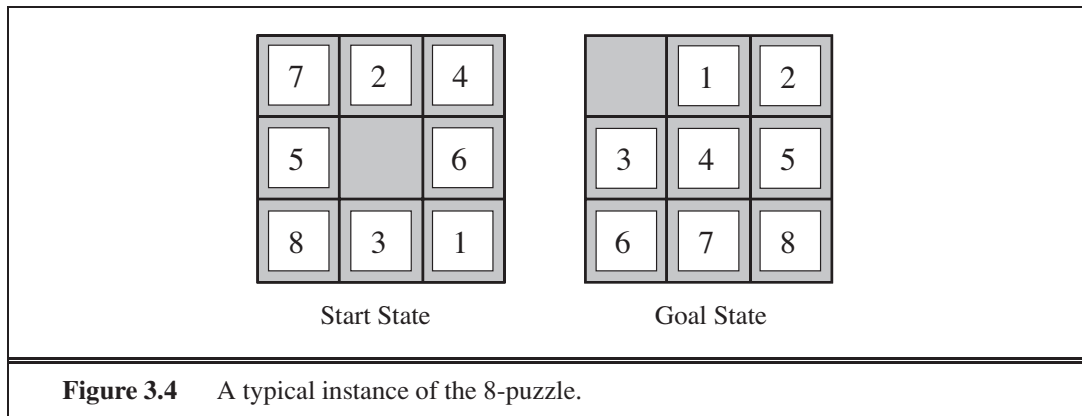 7 2 4
1 2
5 6
3 4 5
8 3 1
6 7 8
Start State
Goal State
Figure 3.4 A typical instance of the 8-puzzle.